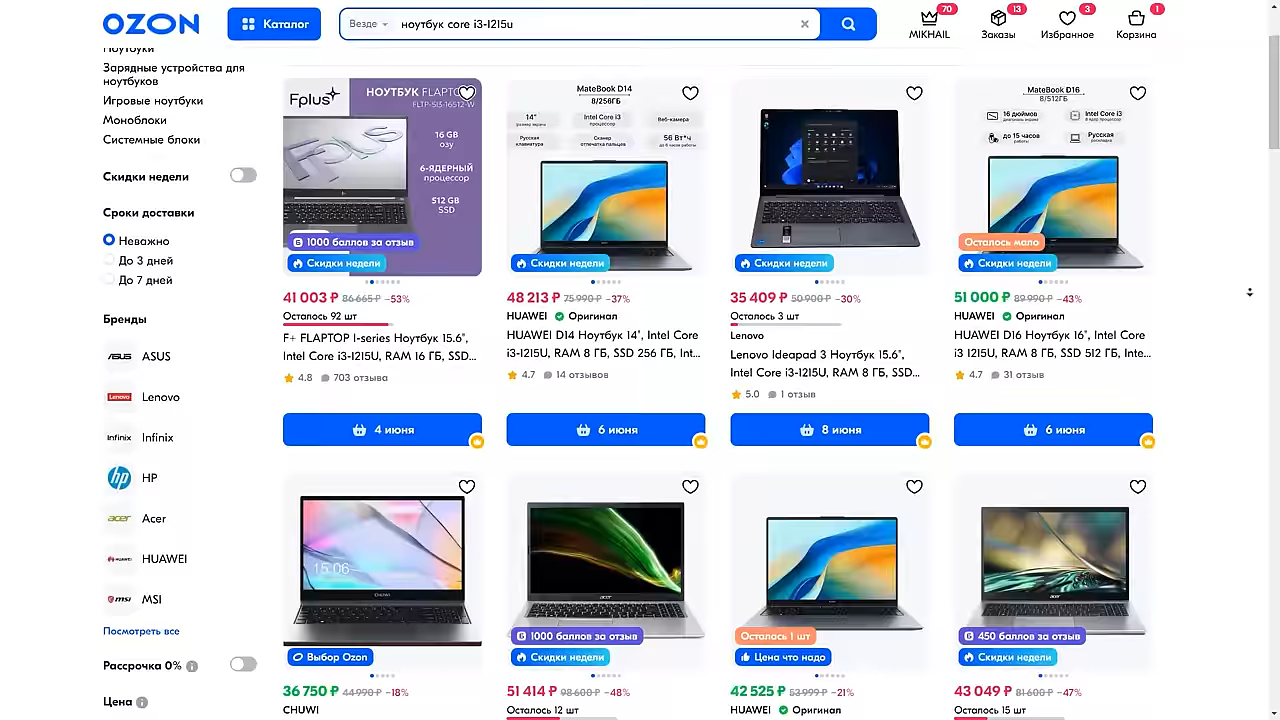 OZON
Каталог
Везде
ноутбук core i3-1215u
70
MIKHAIL
13
Заказы
3
Избранное
1
Корзина
Ноутбуки
Зарядные устройства для
ноутбуков
Игровые ноутбуки
Моноблоки
Системные блоки
Скидки недели
Сроки доставки
Неважно
До 3 дней
До 7 дней
Бренды
ASUS
Lenovo
Infinix
HP
Acer
HUAWEI
MSI
Посмотреть все
Рассрочка 0%
Цена
Fplus
НОУТБУК FLAPTOP
FLTP-5i3-16512-W
16 GB
ОЗУ
6-ЯДЕРНЫЙ
процессор
512 GB
SSD
1000 баллов за отзыв
Скидки недели
41 003 ₽ 86 665 ₽ −53%
Осталось 92 шт
F+ FLAPTOP I-series Ноутбук 15.6",
Intel Core i3-1215U, RAM 16 ГБ, SSD...
4.8 703 отзыва
4 июня
MateBook D14
8/256ГБ
14"
размер экрана
Intel Core i3
процессор
Веб-камера
Русская
клавиатура
Сканер
отпечатка пальцев
56 Вт*ч
Скидки недели
48 213 ₽ 75 990 ₽ −37%
HUAWEI Оригинал
HUAWEI D14 Ноутбук 14", Intel Core
i3-1215U, RAM 8 ГБ, SSD 256 ГБ, Int...
4.7 14 отзывов
6 июня
Скидки недели
35 409 ₽ 50 900 ₽ −30%
Осталось 3 шт
Lenovo
Lenovo Ideapad 3 Ноутбук 15.6",
Intel Core i3-1215U, RAM 8 ГБ, SSD...
5.0 1 отзыв
8 июня
MateBook D16
8/512ГБ
16 дюймов
Intel Core i3
до 15 часов
работы
Русская
раскладка
Осталось мало
Скидки недели
51 000 ₽ 89 990 ₽ −43%
HUAWEI Оригинал
HUAWEI D16 Ноутбук 16", Intel Core
i3 1215U, RAM 8 ГБ, SSD 512 ГБ, Inte...
4.7 31 отзыв
6 июня
15:06
CHUWI
Выбор Ozon
36 750 ₽ 44 990 ₽ −18%
CHUWI
acer
1000 баллов за отзыв
Скидки недели
51 414 ₽ 98 600 ₽ −48%
Осталось 12 шт
Осталось 1 шт
Цена что надо
42 525 ₽ 53 999 ₽ −21%
HUAWEI Оригинал
acer
450 баллов за отзыв
Скидки недели
43 049 ₽ 81 600 ₽ −47%
Осталось 15 шт